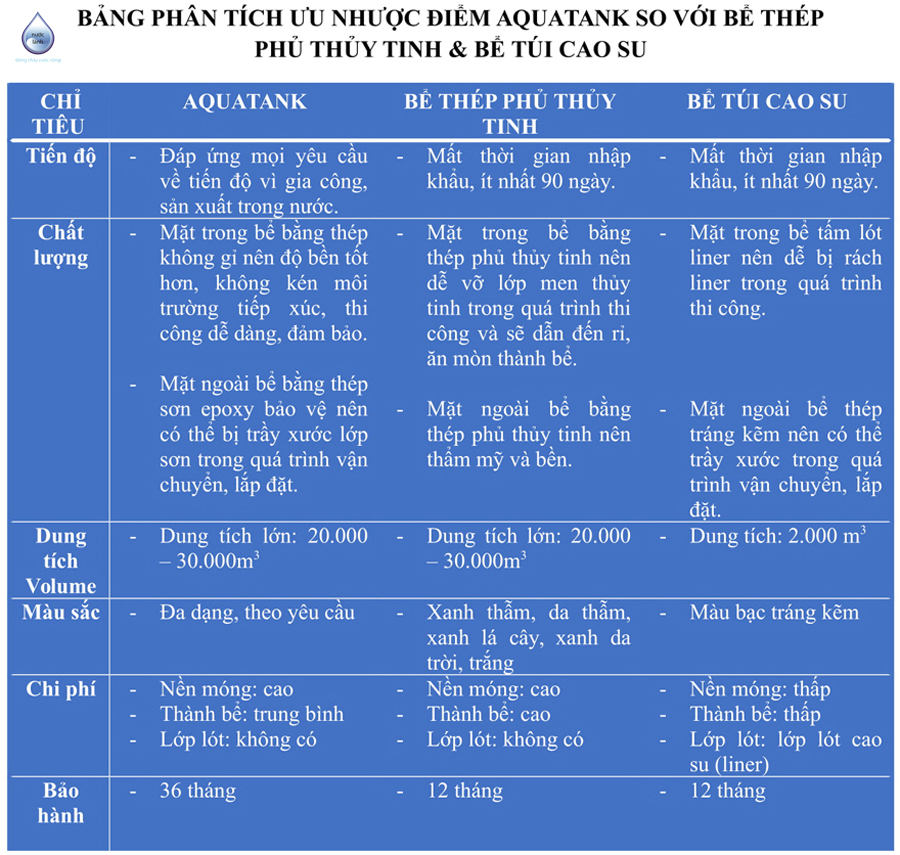 BẢNG PHÂN TÍCH ƯU NHƯỢC ĐIỂM AQUATANK SO VỚI BỂ THÉP
PHỦ THỦY TINH & BỂ TÚI CAO SU
nước
lành
CHỈ
TIÊU
AQUATANK
BỂ THÉP PHỦ THỦY
TINH
BỂ TÚI CAO SU
Tiến độ
- Đáp ứng mọi yêu cầu
về tiến độ vì gia công,
sản xuất trong nước.
- Mất thời gian nhập
khẩu, ít nhất 90 ngày.
- Mất thời gian nhập
khẩu, ít nhất 90 ngày.
Chất
lượng
- Mặt trong bể bằng thép
không gỉ nên độ bền tốt
hơn, không kén môi
trường tiếp xúc, thi
công dễ dàng, đảm bảo.
- Mặt ngoài bể bằng thép
sơn epoxy bảo vệ nên
có thể bị trầy xước lớp
sơn trong quá trình vận
chuyển, lắp đặt.
- Mặt trong bể bằng
thép phủ thủy tinh nên
dễ vỡ lớp men thủy
tinh trong quá trình thi
công và sẽ dẫn đến rỉ,
ăn mòn thành bể.
- Mặt ngoài bể bằng
thép phủ thủy tinh nên
thẩm mỹ và bền.
- Mặt trong bể tấm lót
liner nên dễ bị rách
liner trong quá trình
thi công.
- Mặt ngoài bể thép
tráng kẽm nên có thể
trầy xước trong quá
trình vận chuyển, lắp
đặt.
Dung
tích
Volume
- Dung tích lớn: 20.000
– 30.000m³
- Dung tích lớn: 20.000
– 30.000m³
- Dung tích: 2.000 m³
Màu sắc
- Đa dạng, theo yêu cầu
- Xanh thẫm, da thẫm,
xanh lá cây, xanh da
trời, trắng
- Màu bạc tráng kẽm
Chi phí
- Nền móng: cao
- Thành bể: trung bình
- Lớp lót: không có
- Nền móng: cao
- Thành bể: cao
- Lớp lót: không có
- Nền móng: thấp
- Thành bể: thấp
- Lớp lót: lớp lót cao
su (liner)
Bảo
hành
- 36 tháng
- 12 tháng
- 12 tháng